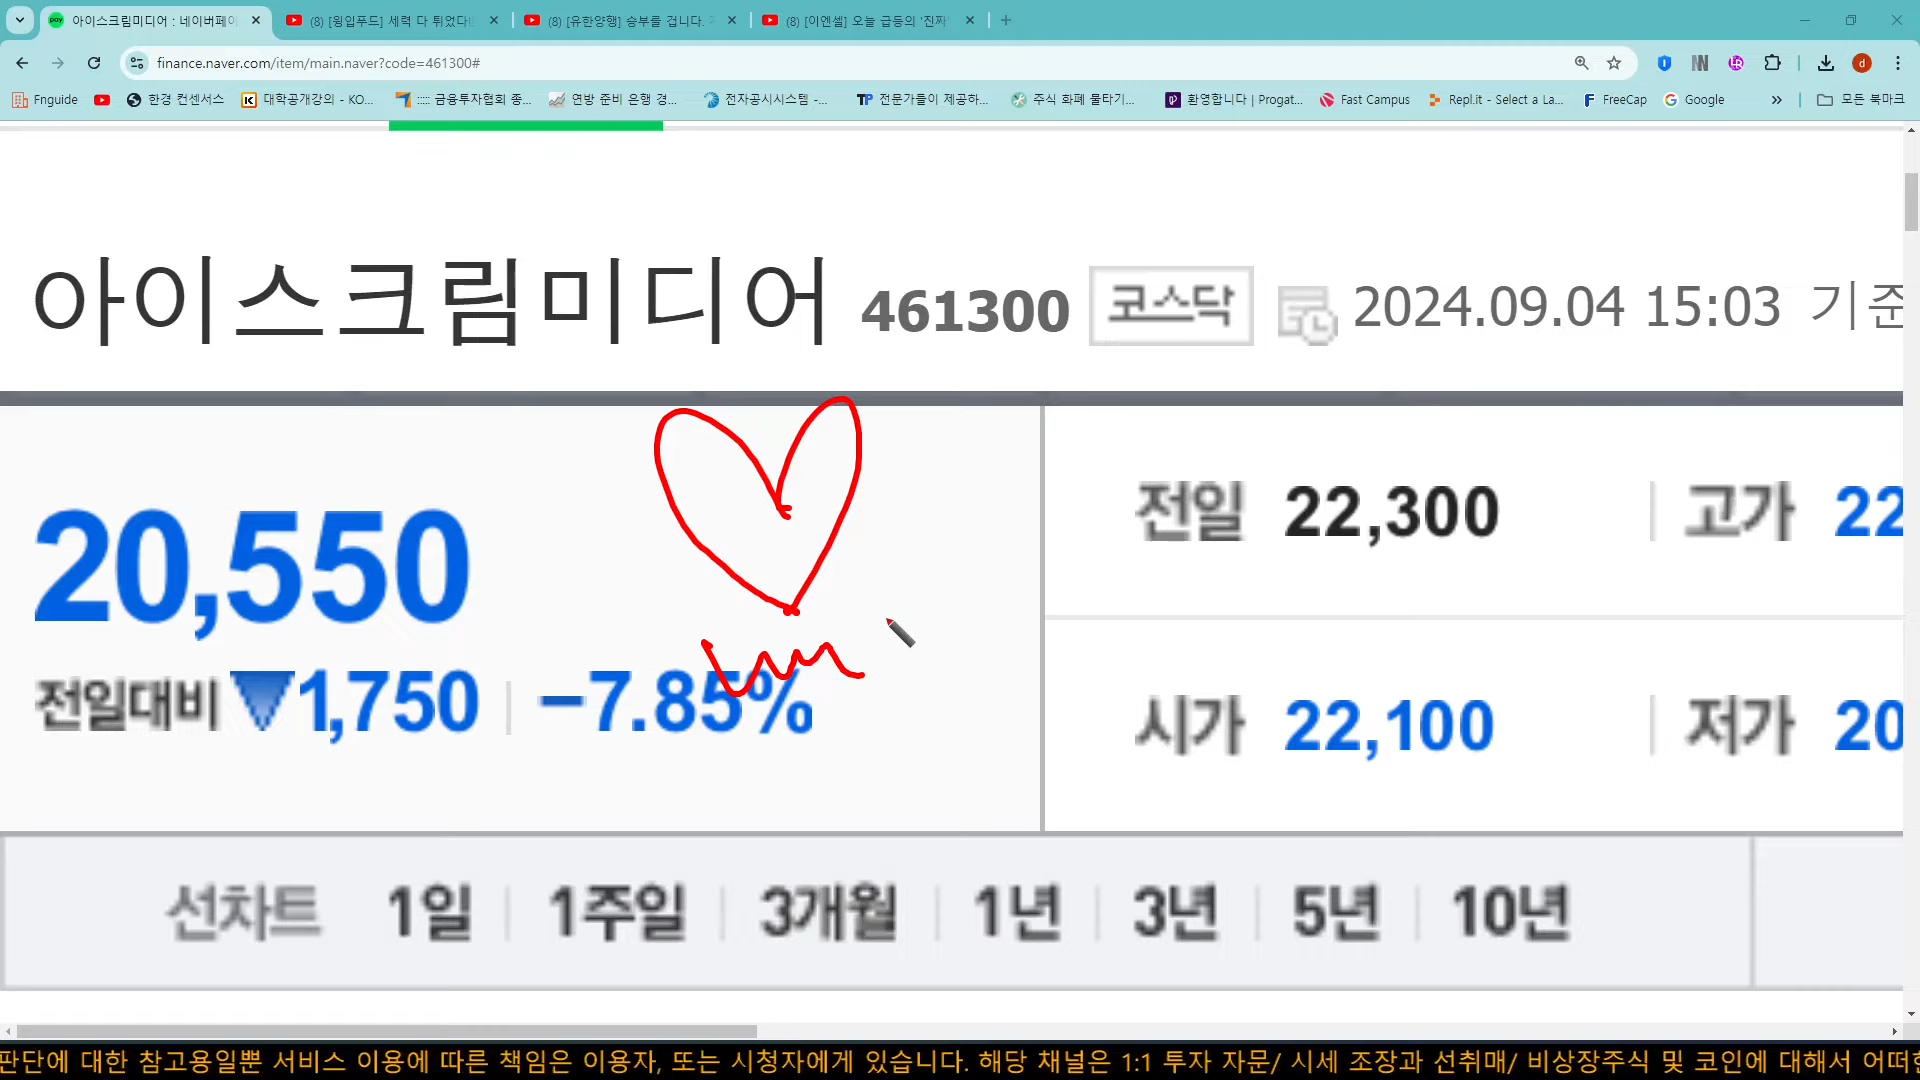 아이스크림미디어 : 네이버페이
(8) [윙입푸드] 세력 다 튀었다
(8) [유한양행] 승부를 겁니다.
(8) [이엔셀] 오늘 급등의 '진짜'
finance.naver.com/item/main.naver?code=461300#
Fnguide
한경 컨센서스
대학공개강의 - KO...
::::: 금융투자협회 종...
연방 준비 은행 경...
전자공시시스템 -...
전문가들이 제공하...
주식 화폐 물타기...
환영합니다 | Progat...
Fast Campus
Repl.it - Select a La...
FreeCap
Google
모든 북마크
아이스크림미디어 461300 코스닥 2024.09.04 15:03 기준
20,550
전일대비 ▼1,750 | -7.85%
전일 22,300 | 고가 22
시가 22,100 | 저가 20
선차트 1일 1주일 3개월 1년 3년 5년 10년
판단에 대한 참고용일뿐 서비스 이용에 따른 책임은 이용자, 또는 시청자에게 있습니다. 해당 채널은 1:1 투자 자문/ 시세 조장과 선취매/ 비상장주식 및 코인에 대해서 어떠한